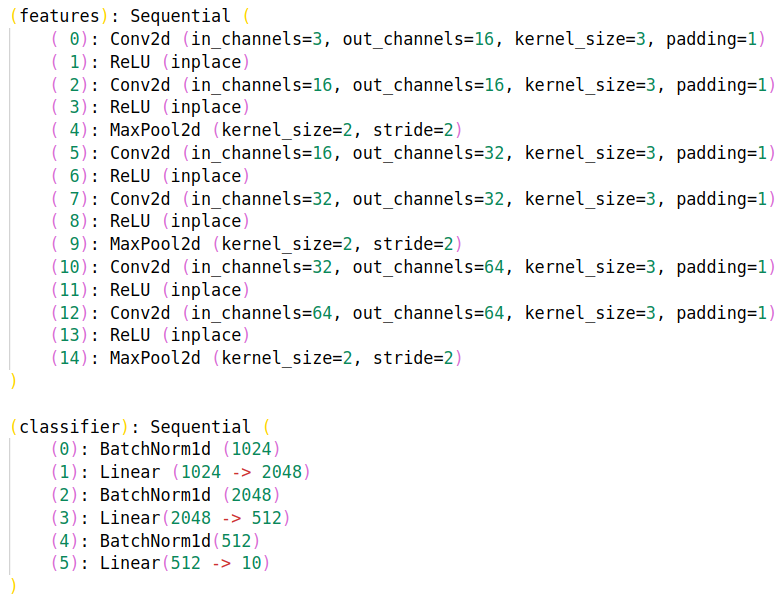 (features): Sequential (
    ( 0): Conv2d (in_channels=3, out_channels=16, kernel_size=3, padding=1)
    ( 1): ReLU (inplace)
    ( 2): Conv2d (in_channels=16, out_channels=16, kernel_size=3, padding=1)
    ( 3): ReLU (inplace)
    ( 4): MaxPool2d (kernel_size=2, stride=2)
    ( 5): Conv2d (in_channels=16, out_channels=32, kernel_size=3, padding=1)
    ( 6): ReLU (inplace)
    ( 7): Conv2d (in_channels=32, out_channels=32, kernel_size=3, padding=1)
    ( 8): ReLU (inplace)
    ( 9): MaxPool2d (kernel_size=2, stride=2)
    (10): Conv2d (in_channels=32, out_channels=64, kernel_size=3, padding=1)
    (11): ReLU (inplace)
    (12): Conv2d (in_channels=64, out_channels=64, kernel_size=3, padding=1)
    (13): ReLU (inplace)
    (14): MaxPool2d (kernel_size=2, stride=2)
)

(classifier): Sequential (
    (0): BatchNorm1d (1024)
    (1): Linear (1024 -> 2048)
    (2): BatchNorm1d (2048)
    (3): Linear(2048 -> 512)
    (4): BatchNorm1d(512)
    (5): Linear(512 -> 10)
)